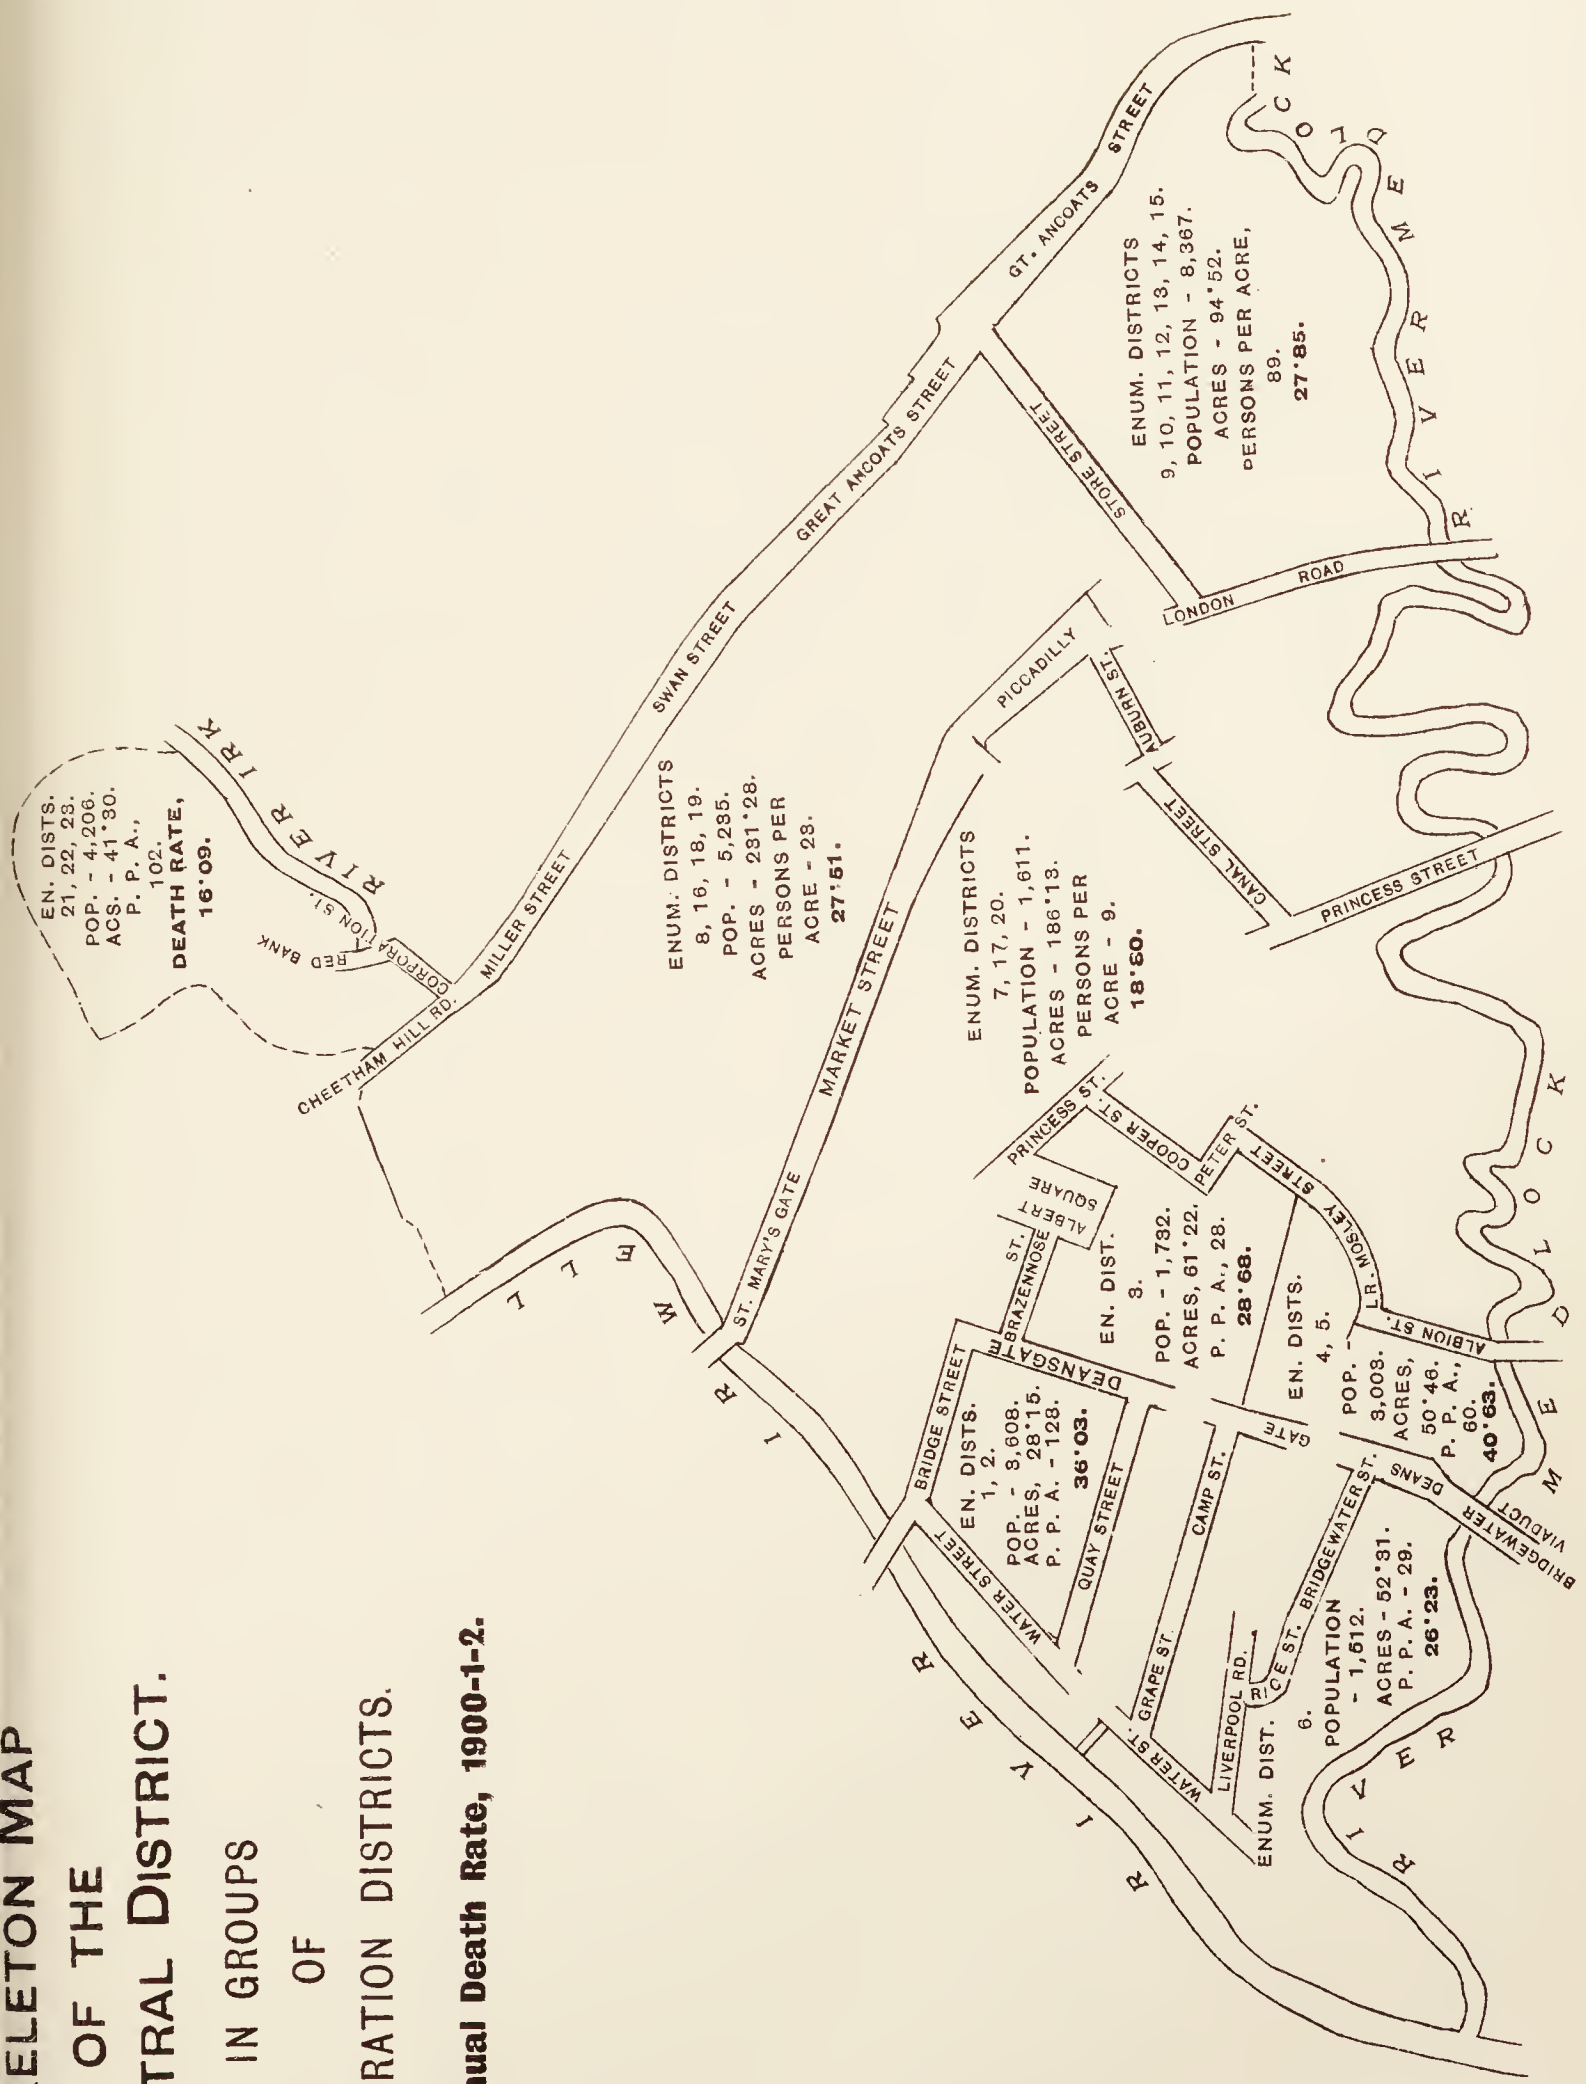 ELETON MAP
OF THE
TRAL DISTRICT.
IN GROUPS
OF
RATION DISTRICTS.
nual Death Rate, 1900-1-2.
EN. DISTS.
21, 22, 23.
POP. - 4,206.
ACS. - 41·30.
P. P. A.,
102.
DEATH RATE,
16·09.
RIVER IRK
RED BANK
CORPORATION ST.
CHEETHAM HILL RD.
MILLER STREET
SWAN STREET
GREAT ANCOATS STREET
GT. ANCOATS STREET
ENUM. DISTRICTS
8, 16, 18, 19.
POP. - 5,235.
ACRES - 231·28.
PERSONS PER
ACRE - 23.
27·51.
ST. MARY'S GATE
MARKET STREET
PICCADILLY
AUBURN ST.
CANAL STREET
PRINCESS STREET
STORE STREET
LONDON ROAD
ENUM. DISTRICTS
9, 10, 11, 12, 13, 14, 15.
POPULATION - 8,367.
ACRES - 94·52.
PERSONS PER ACRE,
89.
27·85.
RIVER MEDLOCK
ENUM. DISTRICTS
7, 17, 20.
POPULATION - 1,611.
ACRES - 186·13.
PERSONS PER
ACRE - 9.
18·60.
PRINCESS ST.
COOPER ST.
PETER ST.
LR. MOSLEY STREET
ALBION ST.
ALBERT
SQUARE
BRAZENNOSE ST.
DEANSGATE
EN. DIST.
3.
POP. - 1,732.
ACRES, 61·22.
P. P. A., 28.
28·68.
EN. DISTS.
4, 5.
POP. -
3,003.
ACRES,
50·46.
P. P. A.,
60.
40·63.
BRIDGE STREET
EN. DISTS.
1, 2.
POP. - 3,608.
ACRES, 28·15.
P. P. A. - 128.
36·03.
WATER STREET
QUAY STREET
CAMP ST.
GRAPE ST.
WATER ST.
LIVERPOOL RD.
RICE ST.
BRIDGEWATER ST.
DEANS
GATE
BRIDGEWATER
VIADUCT
ENUM. DIST.
6.
POPULATION
- 1,512.
ACRES - 52·31.
P. P. A. - 29.
26·23.
RIVER IRWELL
RIVER MEDLOCK